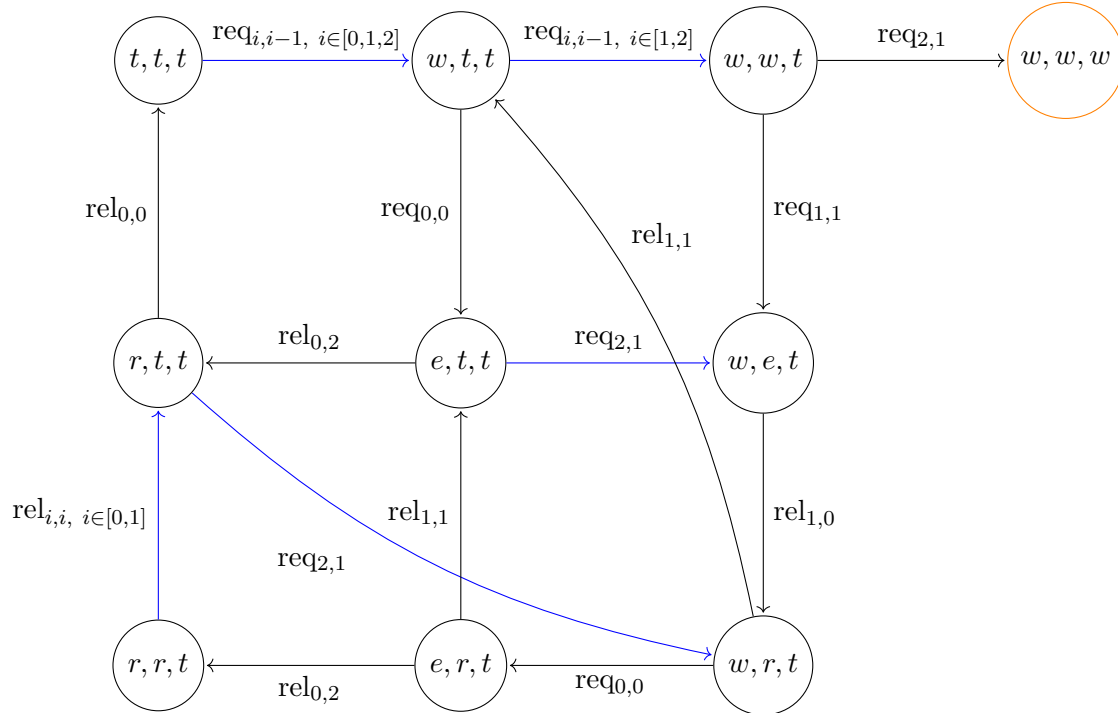 req_{i,i−1, i∈[0,1,2]} req_{i,i−1, i∈[1,2]} req_{2,1}
t, t, t w, t, t w, w, t w, w, w
rel_{0,0} req_{0,0} rel_{1,1} req_{1,1}
rel_{0,2} req_{2,1}
r, t, t e, t, t w, e, t
rel_{i,i, i∈[0,1]} req_{2,1} rel_{1,1} rel_{1,0}
r, r, t e, r, t w, r, t
rel_{0,2} req_{0,0}